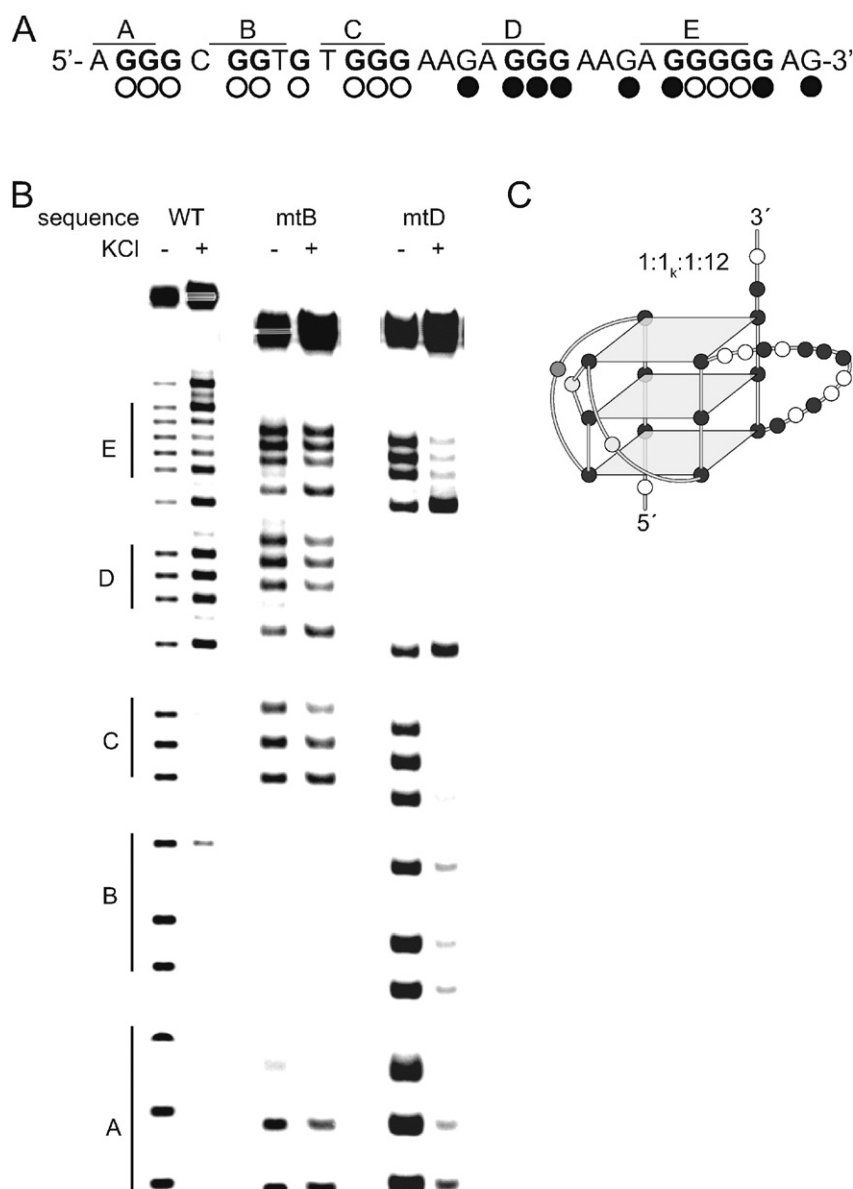 A
A B C D E
5'- A GGG C GGTG T GGG AAGA GGG AAGA GGGGG AG-3'
B
sequence WT mtB mtD
KCl - + - + - +
E
D
C
B
A
C
3´
1:1k:1:12
5´